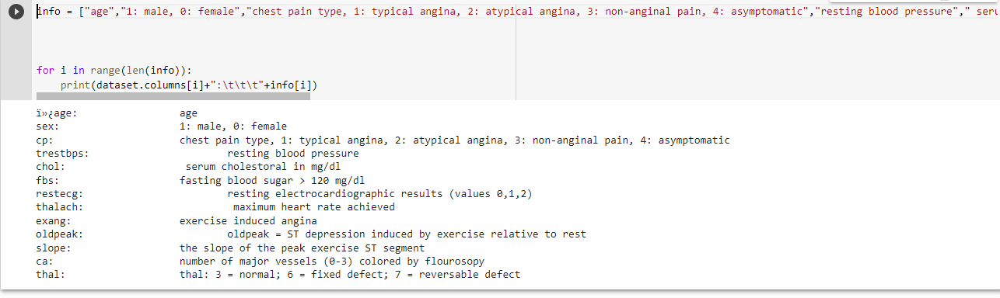 info = ["age","1: male, 0: female","chest pain type, 1: typical angina, 2: atypical angina, 3: non-anginal pain, 4: asymptomatic","resting blood pressure"," seru
for i in range(len(info)):
    print(dataset.columns[i]+":\t\t\t"+info[i])
ï»¿age: age
sex: 1: male, 0: female
cp: chest pain type, 1: typical angina, 2: atypical angina, 3: non-anginal pain, 4: asymptomatic
trestbps: resting blood pressure
chol: serum cholestoral in mg/dl
fbs: fasting blood sugar > 120 mg/dl
restecg: resting electrocardiographic results (values 0,1,2)
thalach: maximum heart rate achieved
exang: exercise induced angina
oldpeak: oldpeak = ST depression induced by exercise relative to rest
slope: the slope of the peak exercise ST segment
ca: number of major vessels (0-3) colored by flourosopy
thal: thal: 3 = normal; 6 = fixed defect; 7 = reversable defect